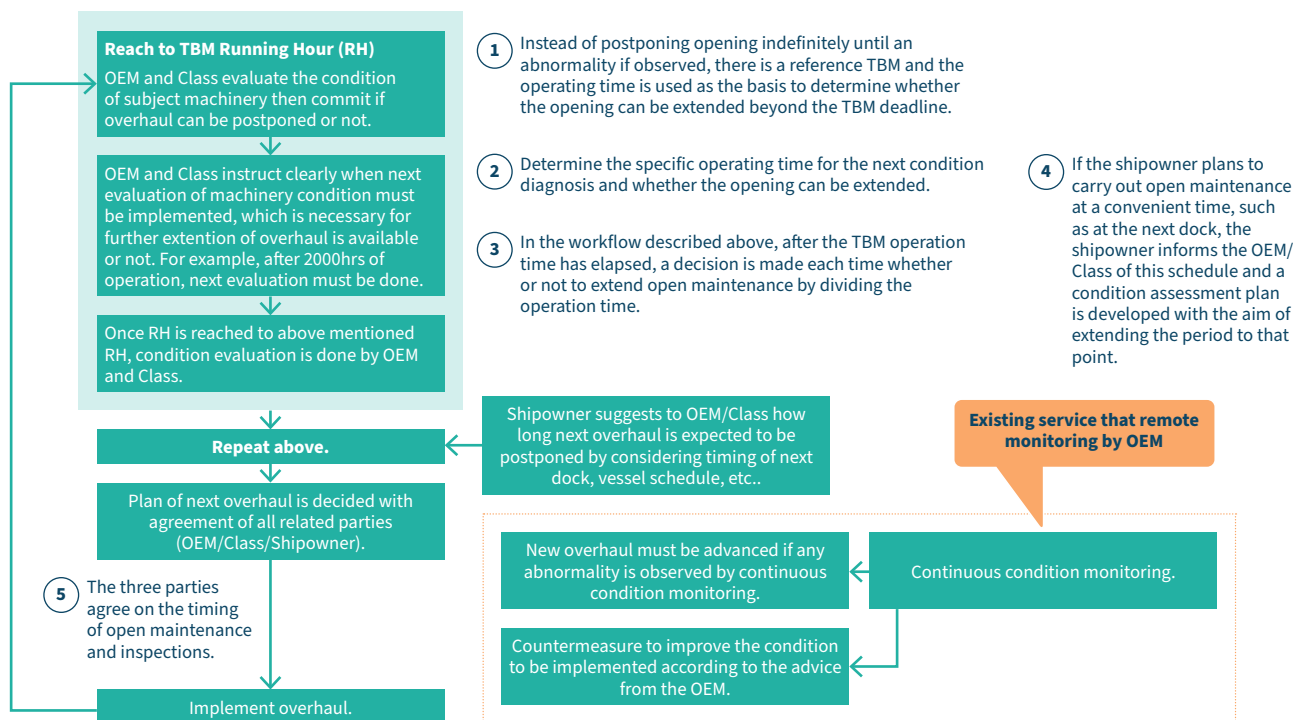 Reach to TBM Running Hour (RH)
OEM and Class evaluate the condition
of subject machinery then commit if
overhaul can be postponed or not.
OEM and Class instruct clearly when next
evaluation of machinery condition must
be implemented, which is necessary for
further extention of overhaul is available
or not. For example, after 2000hrs of
operation, next evaluation must be done.
Once RH is reached to above mentioned
RH, condition evaluation is done by OEM
and Class.
Repeat above.
Plan of next overhaul is decided with
agreement of all related parties
(OEM/Class/Shipowner).
5
The three parties
agree on the timing
of open maintenance
and inspections.
Implement overhaul.
1
Instead of postponing opening indefinitely until an
abnormality if observed, there is a reference TBM and the
operating time is used as the basis to determine whether
the opening can be extended beyond the TBM deadline.
2
Determine the specific operating time for the next condition
diagnosis and whether the opening can be extended.
3
In the workflow described above, after the TBM operation
time has elapsed, a decision is made each time whether
or not to extend open maintenance by dividing the
operation time.
4
If the shipowner plans to
carry out open maintenance
at a convenient time, such
as at the next dock, the
shipowner informs the OEM/
Class of this schedule and a
condition assessment plan
is developed with the aim of
extending the period to that
point.
Shipowner suggests to OEM/Class how
long next overhaul is expected to be
postponed by considering timing of next
dock, vessel schedule, etc..
Existing service that remote
monitoring by OEM
New overhaul must be advanced if any
abnormality is observed by continuous
condition monitoring.
Continuous condition monitoring.
Countermeasure to improve the condition
to be implemented according to the advice
from the OEM.